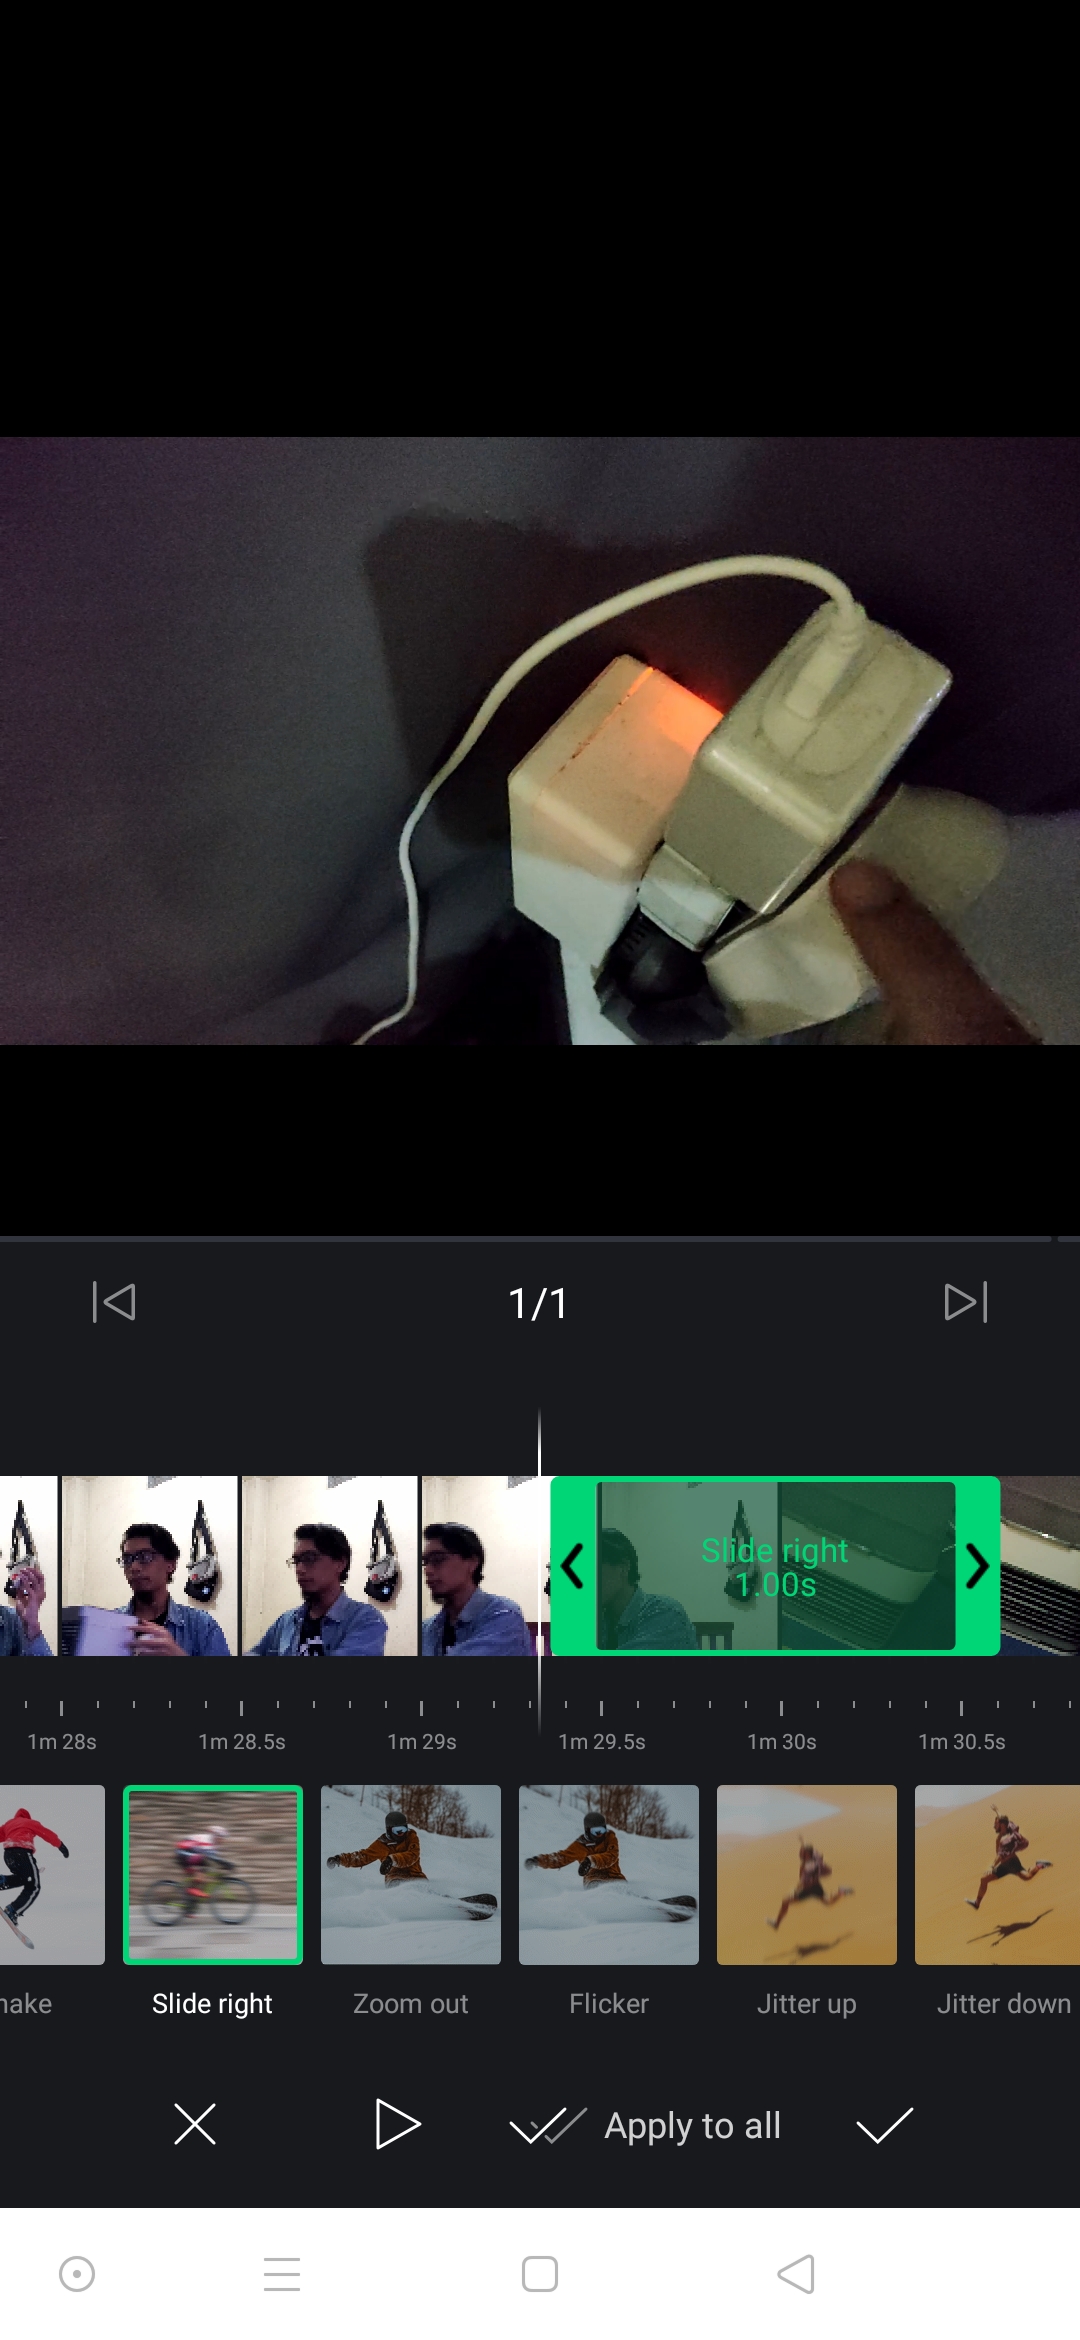 1/1
Slide right
1.00s
1m 28s 1m 28.5s 1m 29s 1m 29.5s 1m 30s 1m 30.5s
hake Slide right Zoom out Flicker Jitter up Jitter down
Apply to all